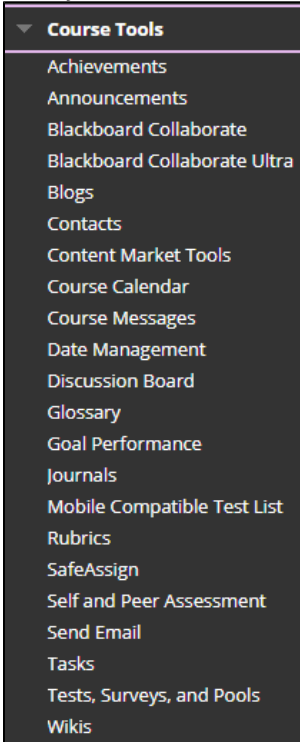 Course Tools
Achievements
Announcements
Blackboard Collaborate
Blackboard Collaborate Ultra
Blogs
Contacts
Content Market Tools
Course Calendar
Course Messages
Date Management
Discussion Board
Glossary
Goal Performance
Journals
Mobile Compatible Test List
Rubrics
SafeAssign
Self and Peer Assessment
Send Email
Tasks
Tests, Surveys, and Pools
Wikis